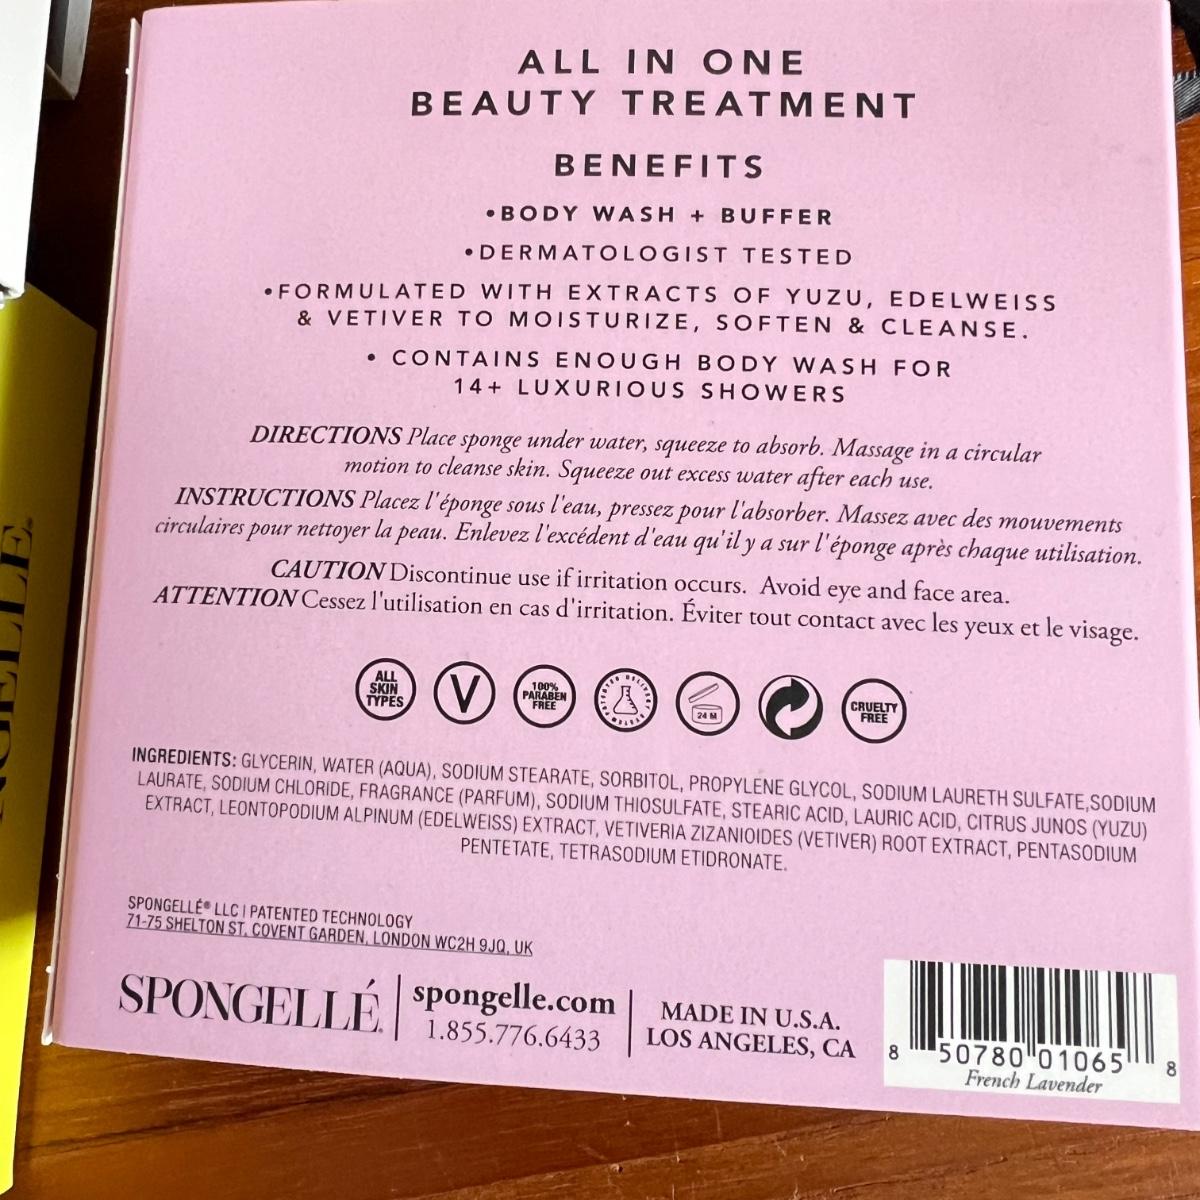 ALL IN ONE
BEAUTY TREATMENT
BENEFITS
•BODY WASH + BUFFER
•DERMATOLOGIST TESTED
•FORMULATED WITH EXTRACTS OF YUZU, EDELWEISS
& VETIVER TO MOISTURIZE, SOFTEN & CLEANSE.
• CONTAINS ENOUGH BODY WASH FOR
14+ LUXURIOUS SHOWERS
DIRECTIONS Place sponge under water, squeeze to absorb. Massage in a circular
motion to cleanse skin. Squeeze out excess water after each use.
INSTRUCTIONS Placez l'éponge sous l'eau, pressez pour l'absorber. Massez avec des mouvements
circulaires pour nettoyer la peau. Enlevez l'excédent d'eau qu'il y a sur l'éponge après chaque utilisation.
CAUTION Discontinue use if irritation occurs. Avoid eye and face area.
ATTENTION Cessez l'utilisation en cas d'irritation. Éviter tout contact avec les yeux et le visage.
ALL
SKIN
TYPES
V
100%
PARABEN
FREE
PATENTED DELIVERY SYSTEM
24 M
CRUELTY
FREE
INGREDIENTS: GLYCERIN, WATER (AQUA), SODIUM STEARATE, SORBITOL, PROPYLENE GLYCOL, SODIUM LAURETH SULFATE,SODIUM
LAURATE, SODIUM CHLORIDE, FRAGRANCE (PARFUM), SODIUM THIOSULFATE, STEARIC ACID, LAURIC ACID, CITRUS JUNOS (YUZU)
EXTRACT, LEONTOPODIUM ALPINUM (EDELWEISS) EXTRACT, VETIVERIA ZIZANIOIDES (VETIVER) ROOT EXTRACT, PENTASODIUM
PENTETATE, TETRASODIUM ETIDRONATE.
SPONGELLÉ® LLC | PATENTED TECHNOLOGY
71-75 SHELTON ST, COVENT GARDEN, LONDON WC2H 9JQ, UK
SPONGELLÉ
spongelle.com
1.855.776.6433
MADE IN U.S.A.
LOS ANGELES, CA
8 50780 01065 8
French Lavender